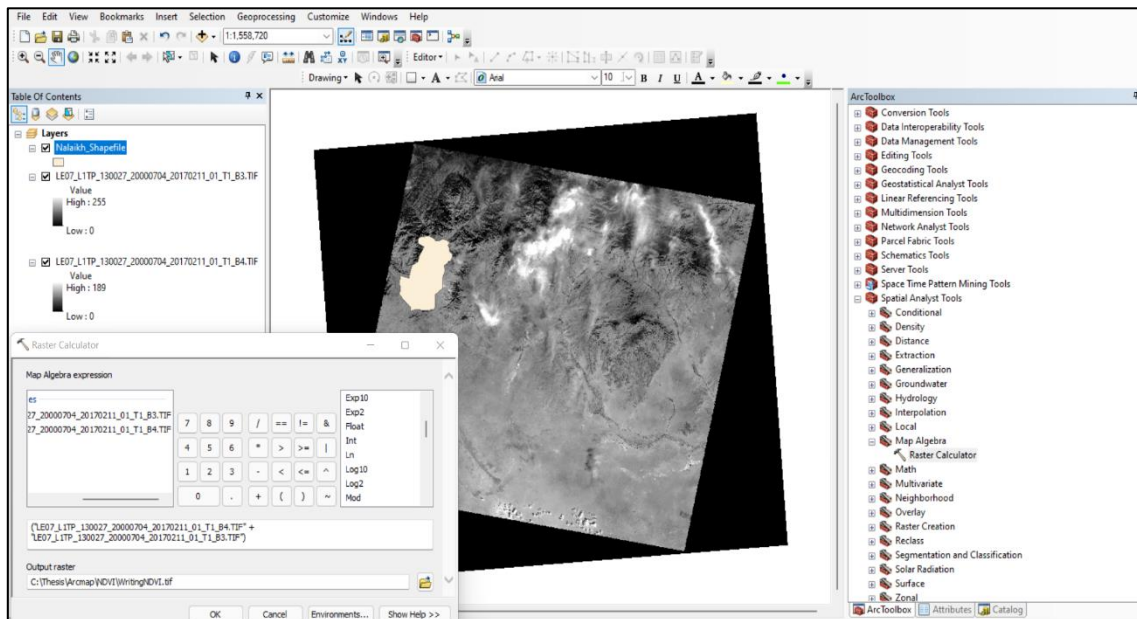 File Edit View Bookmarks Insert Selection Geoprocessing Customize Windows Help
1:1,558,720
Editor
Drawing A Arial 10 B I U A
Table Of Contents
Layers
Nalaikh_Shapefile
LE07_L1TP_130027_20000704_20170211_01_T1_B3.TIF
Value
High : 255
Low : 0
LE07_L1TP_130027_20000704_20170211_01_T1_B4.TIF
Value
High : 189
Low : 0
Raster Calculator
Map Algebra expression
es
27_20000704_20170211_01_T1_B3.TIF
27_20000704_20170211_01_T1_B4.TIF
7 8 9 / == != &
4 5 6 * > >= |
1 2 3 - < <= ^
0 . + ( ) ~
Exp10
Exp2
Float
Int
Ln
Log10
Log2
Mod
("LE07_L1TP_130027_20000704_20170211_01_T1_B4.TIF" +
"LE07_L1TP_130027_20000704_20170211_01_T1_B3.TIF")
Output raster
C:\Thesis\Arcmap\NDVI\WritingNDVI.tif
OK Cancel Environments... Show Help >>
ArcToolbox
Conversion Tools
Data Interoperability Tools
Data Management Tools
Editing Tools
Geocoding Tools
Geostatistical Analyst Tools
Linear Referencing Tools
Multidimension Tools
Network Analyst Tools
Parcel Fabric Tools
Schematics Tools
Server Tools
Space Time Pattern Mining Tools
Spatial Analyst Tools
Conditional
Density
Distance
Extraction
Generalization
Groundwater
Hydrology
Interpolation
Local
Map Algebra
Raster Calculator
Math
Multivariate
Neighborhood
Overlay
Raster Creation
Reclass
Segmentation and Classification
Solar Radiation
Surface
Zonal
ArcToolbox Attributes Catalog